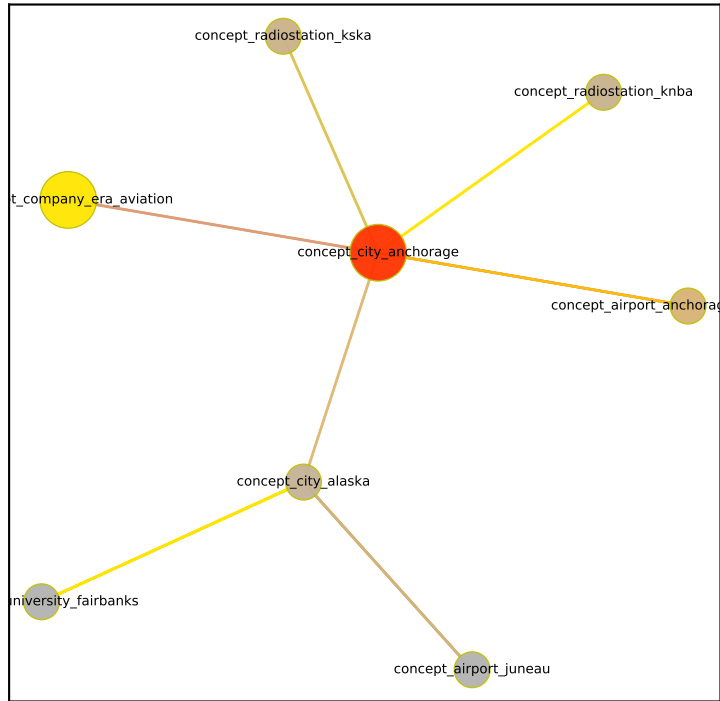 concept_radiostation_kska
concept_radiostation_knba
t_company_era_aviation
concept_city_anchorage
concept_airport_anchorag
concept_city_alaska
university_fairbanks
concept_airport_juneau